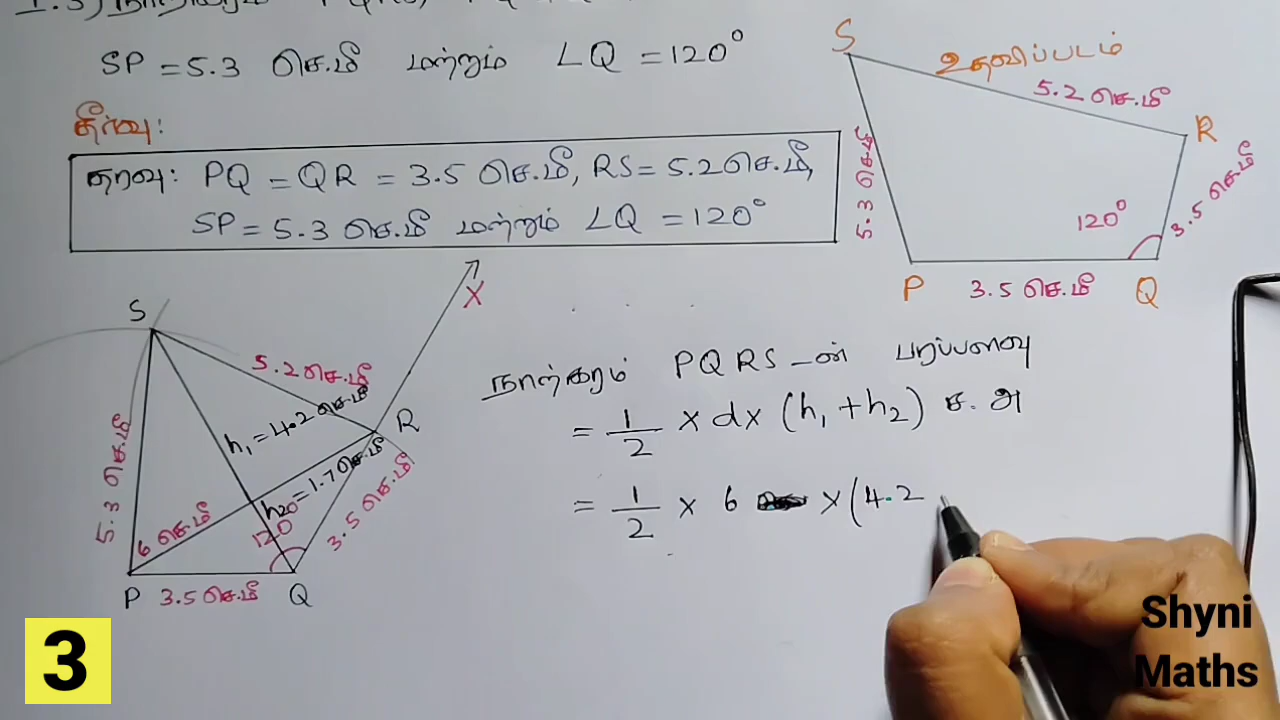 1.3) நாற்கரம்
SP = 5.3 செ.மீ மற்றும் ∠Q = 120°
தீர்வு:
தரவு: PQ = QR = 3.5 செ.மீ, RS = 5.2 செ.மீ,
SP = 5.3 செ.மீ மற்றும் ∠Q = 120°
S
உதவிப்படம்
5.2 செ.மீ
R
5.3 செ.மீ
120°
3.5 செ.மீ
P 3.5 செ.மீ Q
X
S
5.2 செ.மீ
h₁ = 4.2 செ.மீ
R
5.3 செ.மீ
h₂ = 1.7 செ.மீ
6 செ.மீ
120°
3.5 செ.மீ
P 3.5 செ.மீ Q
நாற்கரம் PQRS -ன் பரப்பளவு
= 1/2 × d × (h₁ + h₂) ச. அ
= 1/2 × 6 × (4.2
3
Shyni
Maths